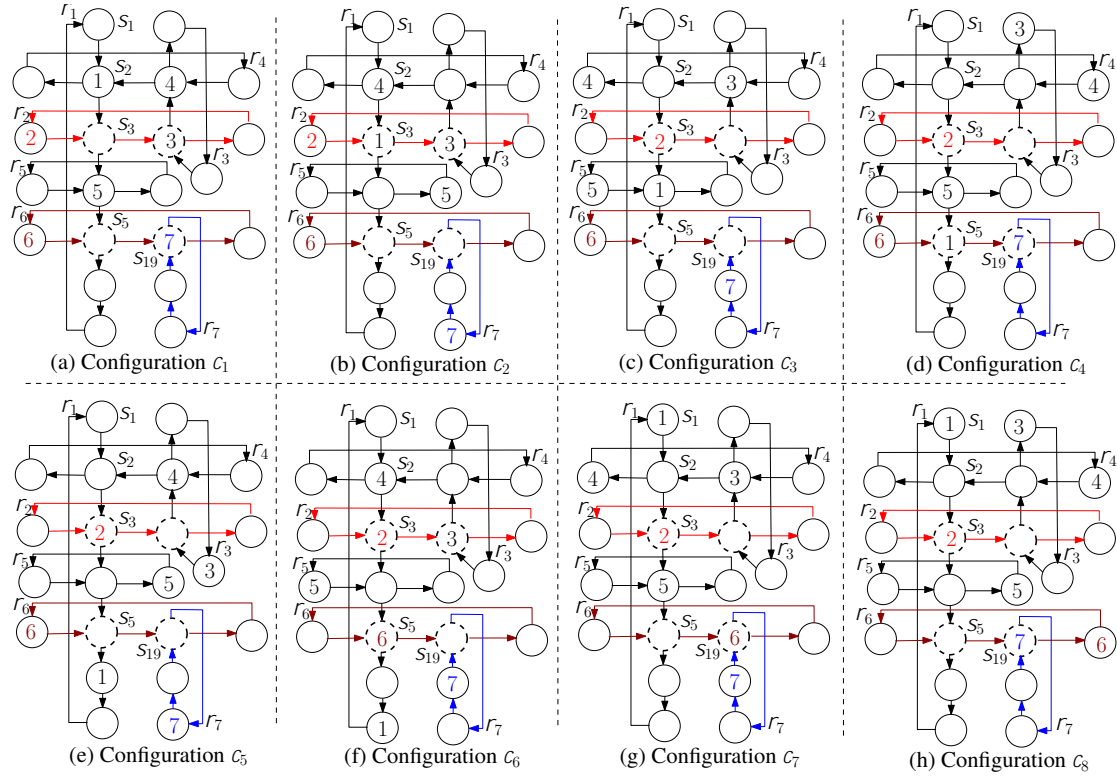 r1 s1
s2 r4
1 4
r2 s3
2 3
r3
r5 5
r6 s5
6 7
s19
r7
(a) Configuration C1
r1 s1
s2 r4
4
r2 s3
2 1 3
r3
r5 5
r6 s5
6
s19
7 r7
(b) Configuration C2
r1 s1
s2 r4
4 3
r2 s3
2
r3
r5
5 1
r6 s5
6
s19
7
r7
(c) Configuration C3
r1 3 s1
s2 r4
4
r2 s3
2
r3
r5 5
r6 s5
6 1 7
s19
r7
(d) Configuration C4
r1 s1
s2 r4
4
r2 s3
2
r3
r5 5 3
r6 s5
6
s19
1
7 r7
(e) Configuration C5
r1 s1
s2 r4
4
r2 s3
2 3
r3
r5
5
r6 s5
6
s19
7
1 r7
(f) Configuration C6
r1 1 s1
s2 r4
4 3
r2 s3
2
r3
r5 5
r6 s5
6
s19
7
r7
(g) Configuration C7
r1 1 s1 3
s2 r4
4
r2 s3
2
r3
r5 5
r6 s5
7 6
s19
r7
(h) Configuration C8